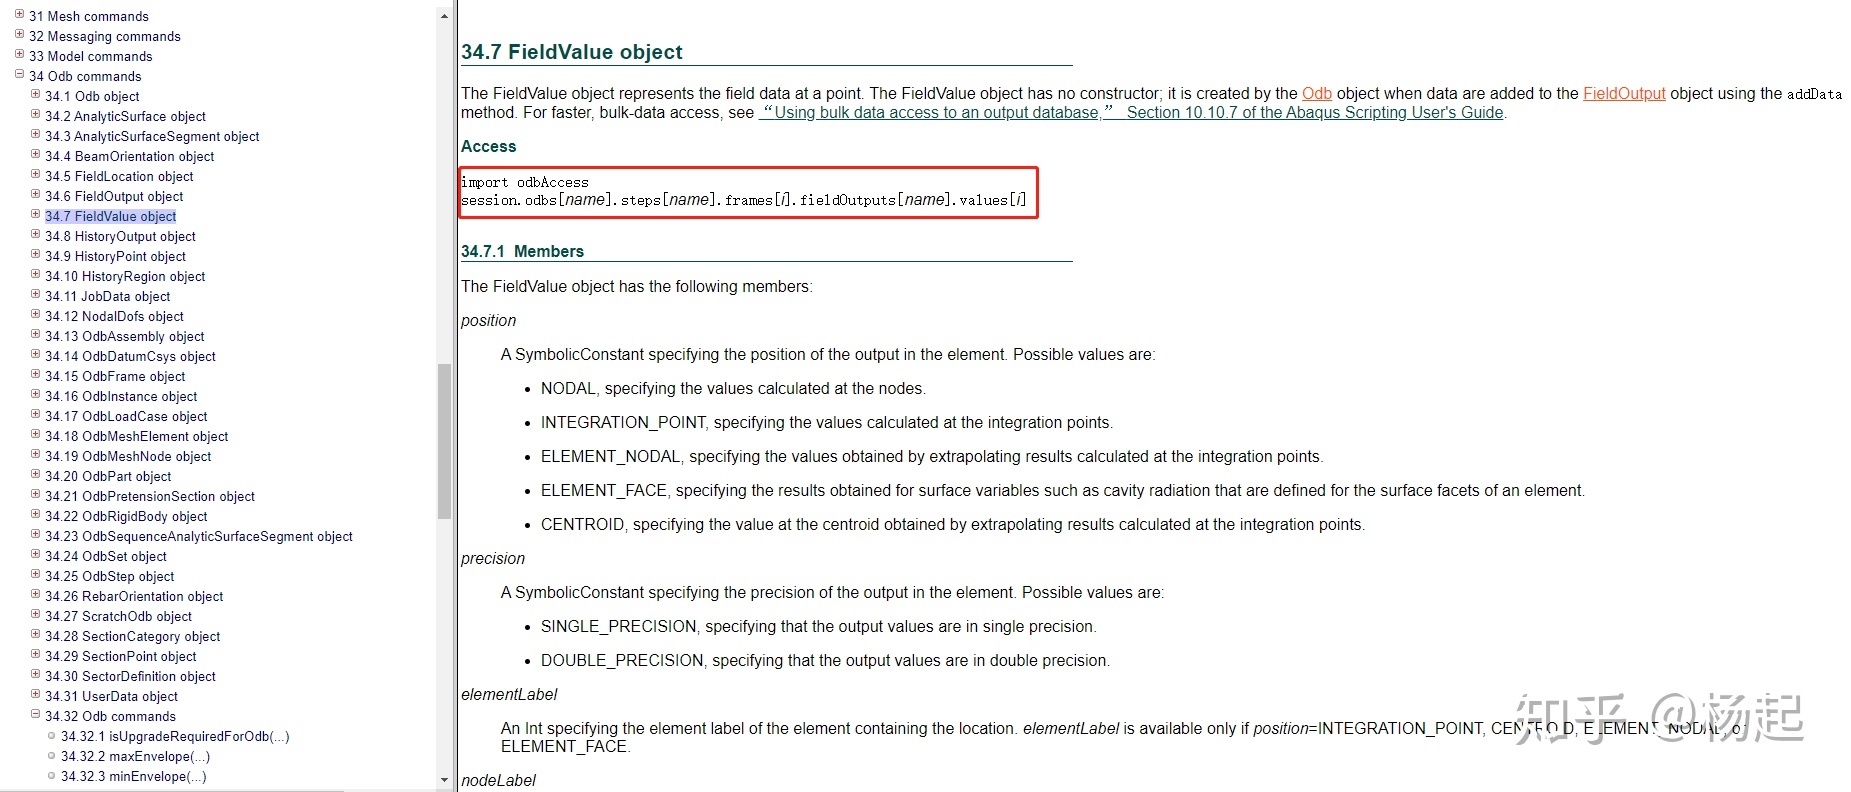 31 Mesh commands
32 Messaging commands
33 Model commands
34 Odb commands
34.1 Odb object
34.2 AnalyticSurface object
34.3 AnalyticSurfaceSegment object
34.4 BeamOrientation object
34.5 FieldLocation object
34.6 FieldOutput object
34.7 FieldValue object
34.8 HistoryOutput object
34.9 HistoryPoint object
34.10 HistoryRegion object
34.11 JobData object
34.12 NodalDofs object
34.13 OdbAssembly object
34.14 OdbDatumCsys object
34.15 OdbFrame object
34.16 OdbInstance object
34.17 OdbLoadCase object
34.18 OdbMeshElement object
34.19 OdbMeshNode object
34.20 OdbPart object
34.21 OdbPretensionSection object
34.22 OdbRigidBody object
34.23 OdbSequenceAnalyticSurfaceSegment object
34.24 OdbSet object
34.25 OdbStep object
34.26 RebarOrientation object
34.27 ScratchOdb object
34.28 SectionCategory object
34.29 SectionPoint object
34.30 SectorDefinition object
34.31 UserData object
34.32 Odb commands
34.32.1 isUpgradeRequiredForOdb(...)
34.32.2 maxEnvelope(...)
34.32.3 minEnvelope(...)
34.7 FieldValue object
The FieldValue object represents the field data at a point. The FieldValue object has no constructor; it is created by the Odb object when data are added to the FieldOutput object using the addData
method. For faster, bulk-data access, see “Using bulk data access to an output database,” Section 10.10.7 of the Abaqus Scripting User's Guide.
Access
import odbAccess
session.odbs[name].steps[name].frames[i].fieldOutputs[name].values[i]
34.7.1 Members
The FieldValue object has the following members:
position
A SymbolicConstant specifying the position of the output in the element. Possible values are:
• NODAL, specifying the values calculated at the nodes.
• INTEGRATION_POINT, specifying the values calculated at the integration points.
• ELEMENT_NODAL, specifying the values obtained by extrapolating results calculated at the integration points.
• ELEMENT_FACE, specifying the results obtained for surface variables such as cavity radiation that are defined for the surface facets of an element.
• CENTROID, specifying the value at the centroid obtained by extrapolating results calculated at the integration points.
precision
A SymbolicConstant specifying the precision of the output in the element. Possible values are:
• SINGLE_PRECISION, specifying that the output values are in single precision.
• DOUBLE_PRECISION, specifying that the output values are in double precision.
elementLabel
An Int specifying the element label of the element containing the location. elementLabel is available only if position=INTEGRATION_POINT, CENTROID, ELEMENT_NODAL, or
ELEMENT_FACE.
nodeLabel
知乎 @杨起